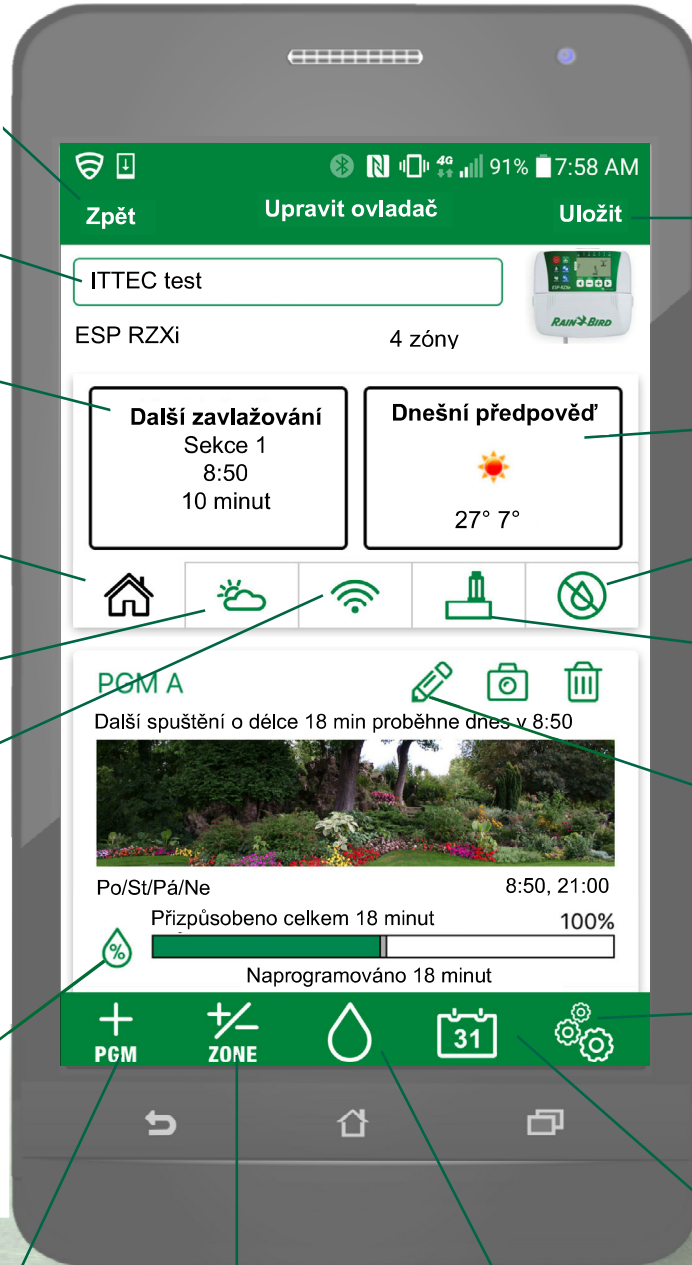 4G 91% 7:58 AM
Zpět Upravit ovladač Uložit
ITTEC test
ESP RZXi 4 zóny
RAIN BIRD
Další zavlažování
Sekce 1
8:50
10 minut
Dnešní předpověď
27° 7°
PGM A
Další spuštění o délce 18 min proběhne dnes v 8:50
Po/St/Pá/Ne 8:50, 21:00
Přizpůsobeno celkem 18 minut 100%
%
Naprogramováno 18 minut
PGM ZONE 31